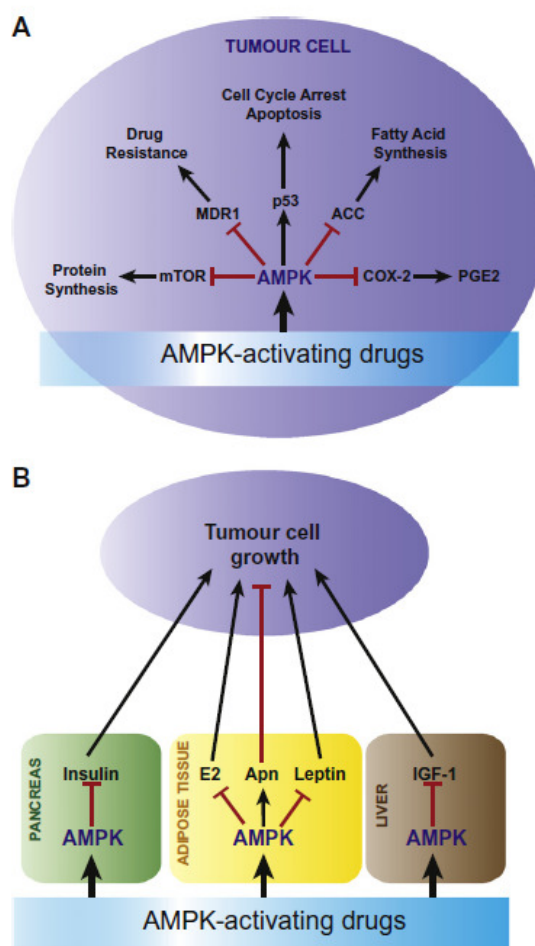 A
TUMOUR CELL
Cell Cycle Arrest
Apoptosis
Drug
Resistance
Fatty Acid
Synthesis
MDR1
p53
ACC
Protein
Synthesis
mTOR
AMPK
COX-2
PGE2
AMPK-activating drugs
B
Tumour cell
growth
PANCREAS
Insulin
AMPK
ADIPOSE TISSUE
E2
Apn
Leptin
AMPK
LIVER
IGF-1
AMPK
AMPK-activating drugs